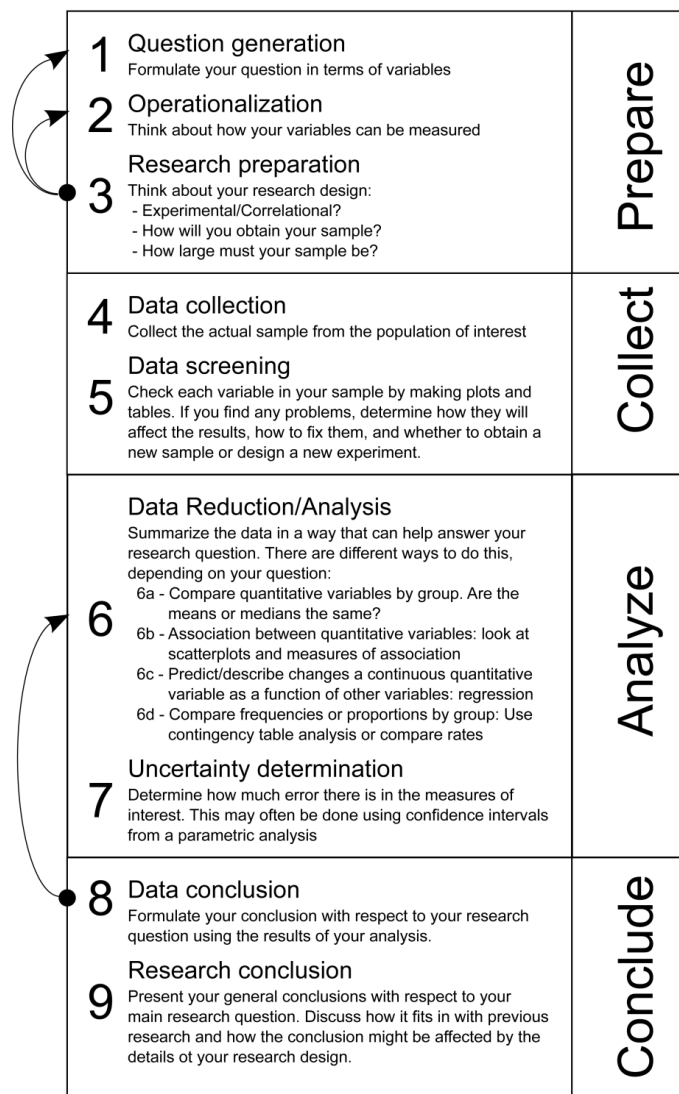 1 Question generation
Formulate your question in terms of variables
2 Operationalization
Think about how your variables can be measured
3 Research preparation
Think about your research design:
- Experimental/Correlational?
- How will you obtain your sample?
- How large must your sample be?
Prepare
4 Data collection
Collect the actual sample from the population of interest
5 Data screening
Check each variable in your sample by making plots and
tables. If you find any problems, determine how they will
affect the results, how to fix them, and whether to obtain a
new sample or design a new experiment.
Collect
6 Data Reduction/Analysis
Summarize the data in a way that can help answer your
research question. There are different ways to do this,
depending on your question:
6a - Compare quantitative variables by group. Are the
means or medians the same?
6b - Association between quantitative variables: look at
scatterplots and measures of association
6c - Predict/describe changes a continuous quantitative
variable as a function of other variables: regression
6d - Compare frequencies or proportions by group: Use
contingency table analysis or compare rates
7 Uncertainty determination
Determine how much error there is in the measures of
interest. This may often be done using confidence intervals
from a parametric analysis
Analyze
8 Data conclusion
Formulate your conclusion with respect to your research
question using the results of your analysis.
9 Research conclusion
Present your general conclusions with respect to your
main research question. Discuss how it fits in with previous
research and how the conclusion might be affected by the
details ot your research design.
Conclude